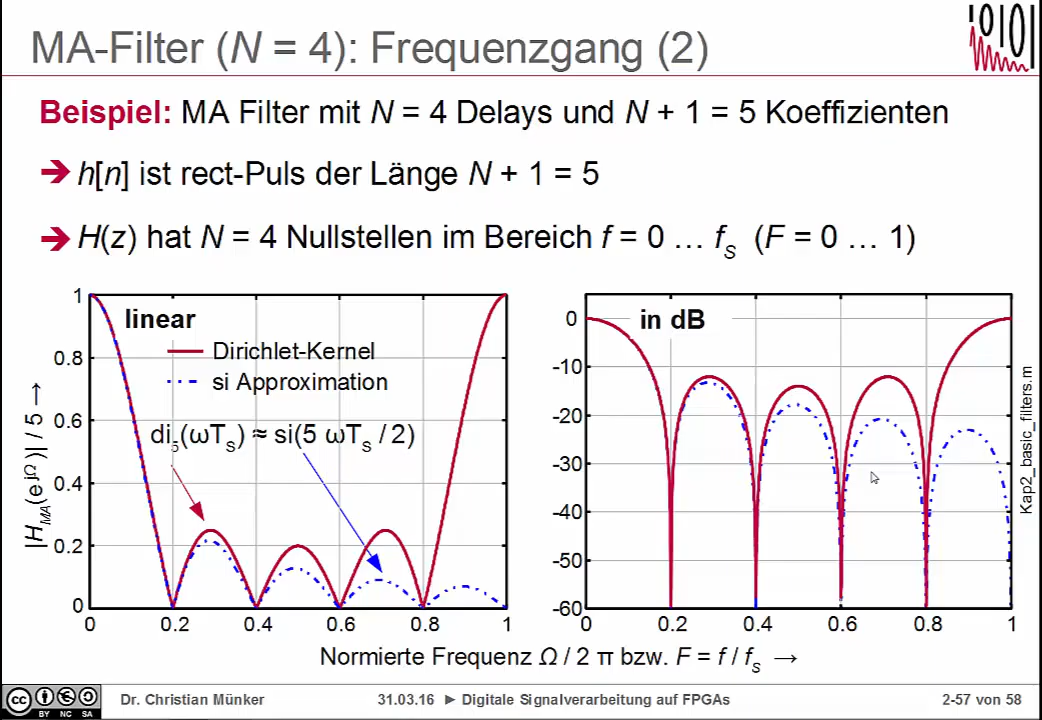 MA-Filter (N = 4): Frequenzgang (2)
Beispiel: MA Filter mit N = 4 Delays und N + 1 = 5 Koeffizienten
➔ h[n] ist rect-Puls der Länge N + 1 = 5
➔ H(z) hat N = 4 Nullstellen im Bereich f = 0 … fS (F = 0 … 1)
linear
Dirichlet-Kernel
si Approximation
di5(ωTS) ≈ si(5 ωTS / 2)
|HMA(e^jΩ)| / 5 →
1
0.8
0.6
0.4
0.2
0
0 0.2 0.4 0.6 0.8 1
in dB
0
-10
-20
-30
-40
-50
-60
0 0.2 0.4 0.6 0.8 1
Kap2_basic_filters.m
Normierte Frequenz Ω / 2 π bzw. F = f / fS →
cc BY NC SA
Dr. Christian Münker
31.03.16 ► Digitale Signalverarbeitung auf FPGAs
2-57 von 58